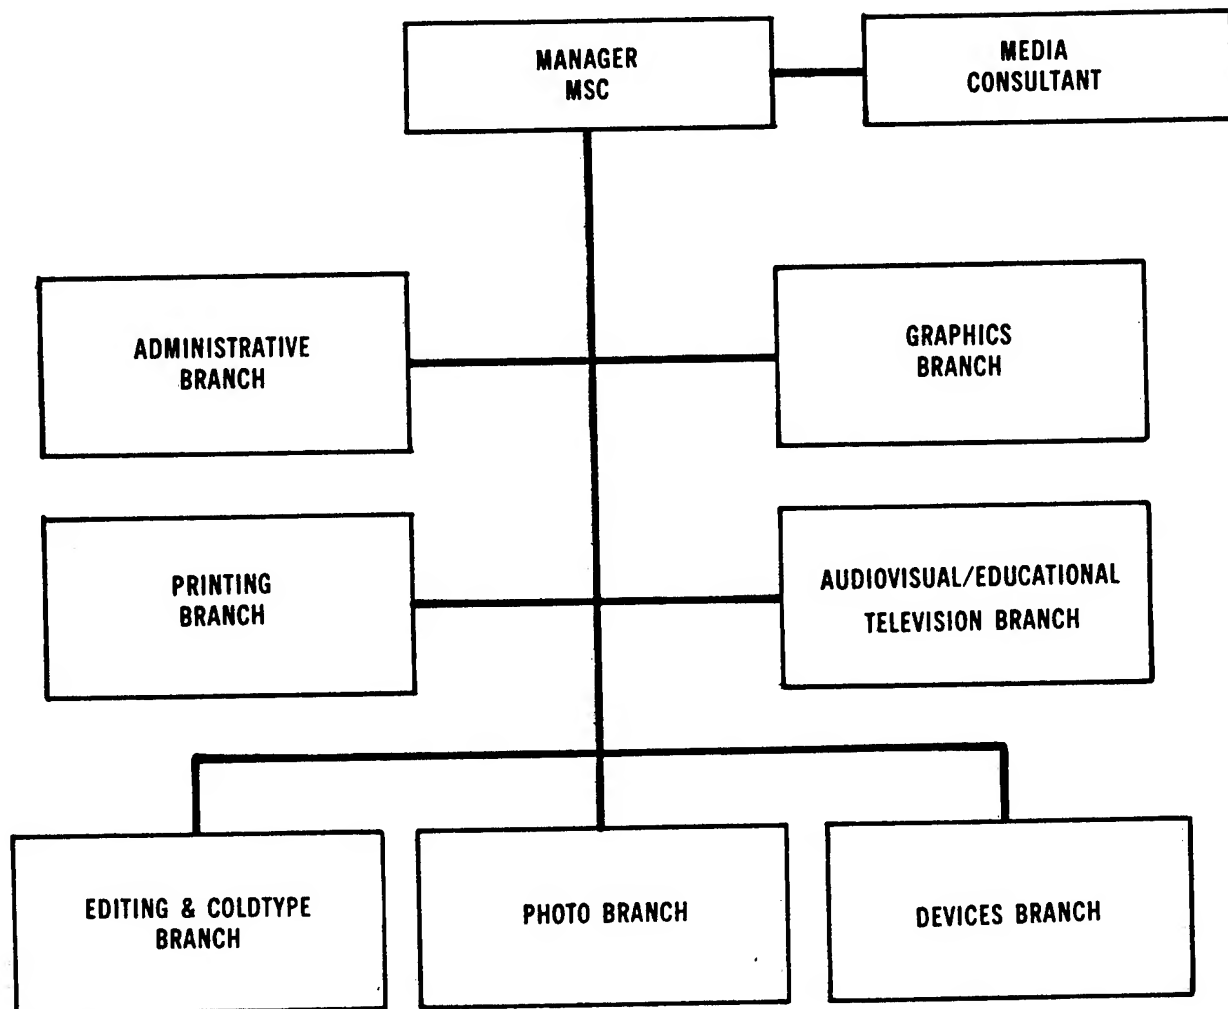 MANAGER
MSC
MEDIA
CONSULTANT
ADMINISTRATIVE
BRANCH
GRAPHICS
BRANCH
PRINTING
BRANCH
AUDIOVISUAL/EDUCATIONAL
TELEVISION BRANCH
EDITING & COLDTYPE
BRANCH
PHOTO BRANCH
DEVICES BRANCH